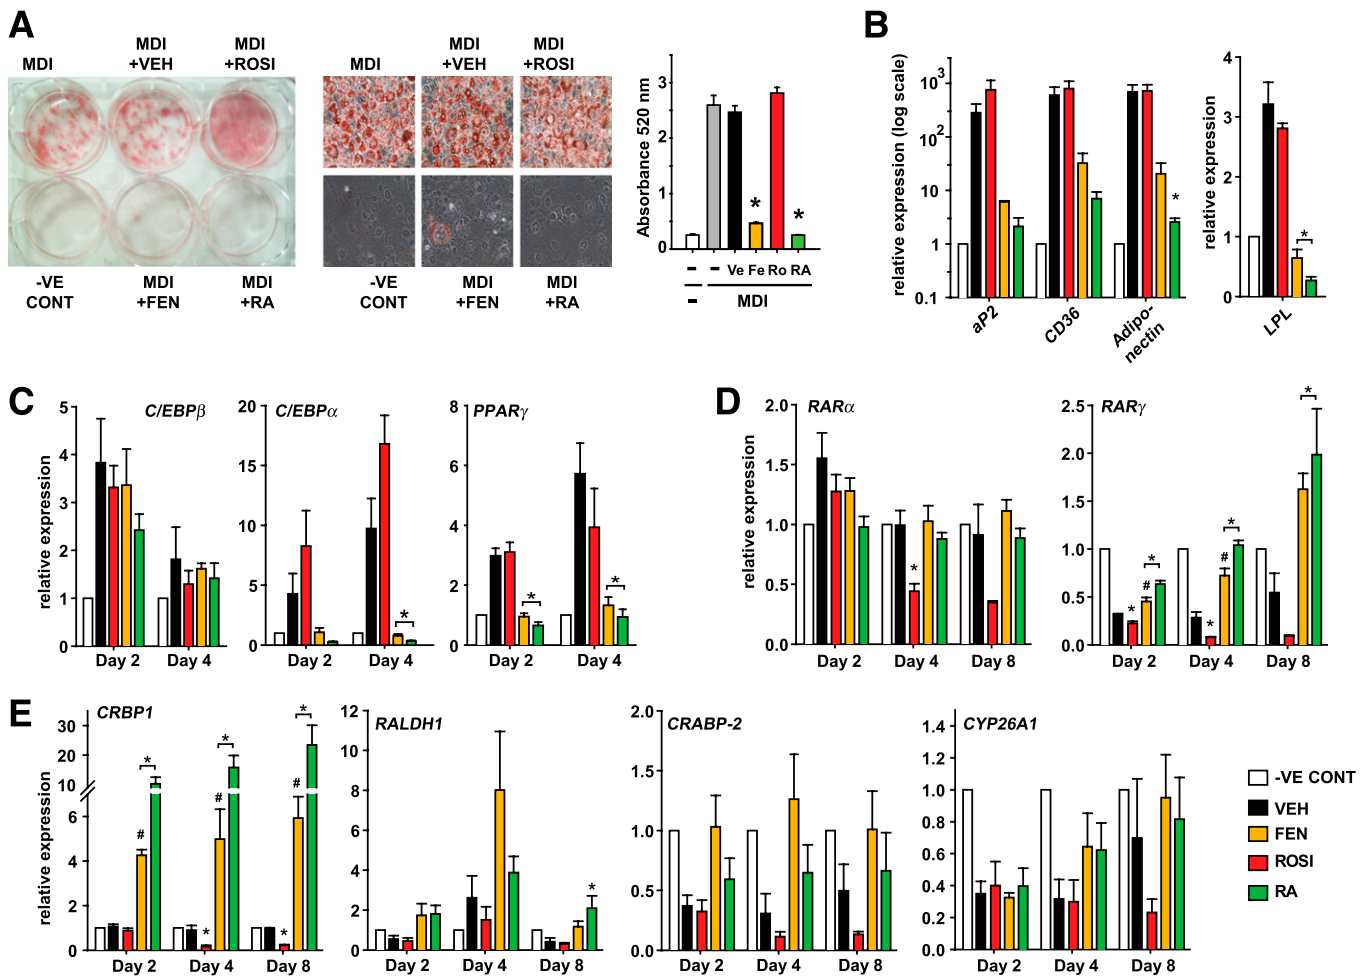 A
MDI
MDI
+VEH
MDI
+ROSI
-VE
CONT
MDI
+FEN
MDI
+RA
MDI
MDI
+VEH
MDI
+ROSI
-VE
CONT
MDI
+FEN
MDI
+RA
Absorbance 520 nm
3
2
1
0
*
*
- - Ve Fe Ro RA
- MDI
B
relative expression (log scale)
10³
10²
10
1
0.1
*
aP2
CD36
Adipo-
nectin
relative expression
4
3
2
1
0
*
LPL
C
relative expression
C/EBPβ
5
4
3
2
1
0
Day 2 Day 4
C/EBPα
20
15
10
5
0
*
Day 2 Day 4
PPARγ
8
6
4
2
0
*
*
Day 2 Day 4
D
relative expression
RARα
2.0
1.5
1.0
0.5
0.0
*
Day 2 Day 4 Day 8
RARγ
2.5
2.0
1.5
1.0
0.5
0.0
* # *
* # *
*
Day 2 Day 4 Day 8
E
relative expression
CRBP1
30
20
10
6
4
2
0
# *
* # *
* # *
Day 2 Day 4 Day 8
RALDH1
12
10
8
6
4
2
0
*
Day 2 Day 4 Day 8
CRABP-2
2.0
1.5
1.0
0.5
0.0
Day 2 Day 4 Day 8
CYP26A1
1.4
1.2
1.0
0.8
0.6
0.4
0.2
0.0
Day 2 Day 4 Day 8
-VE CONT
VEH
FEN
ROSI
RA